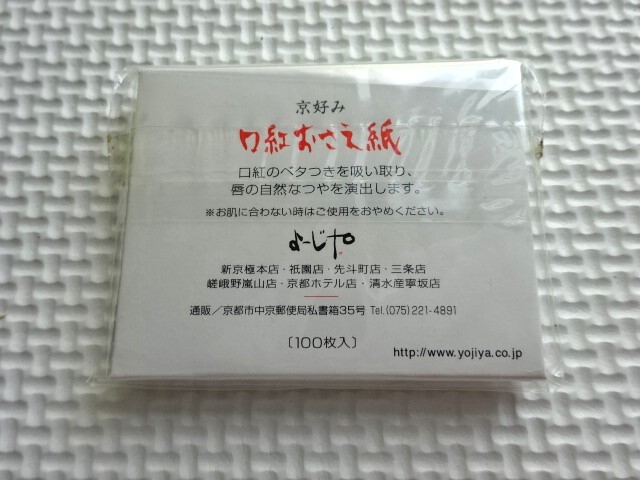 京好み
口紅おさえ紙
口紅のベタつきを吸い取り、
唇の自然なつやを演出します。
※お肌に合わない時はご使用をおやめください。
よーじや
新京極本店・祇園店・先斗町店・三条店
嵯峨野嵐山店・京都ホテル店・清水産寧坂店
通販／京都市中京郵便局私書箱35号 Tel.(075)221-4891
〔100枚入〕
http://www.yojiya.co.jp